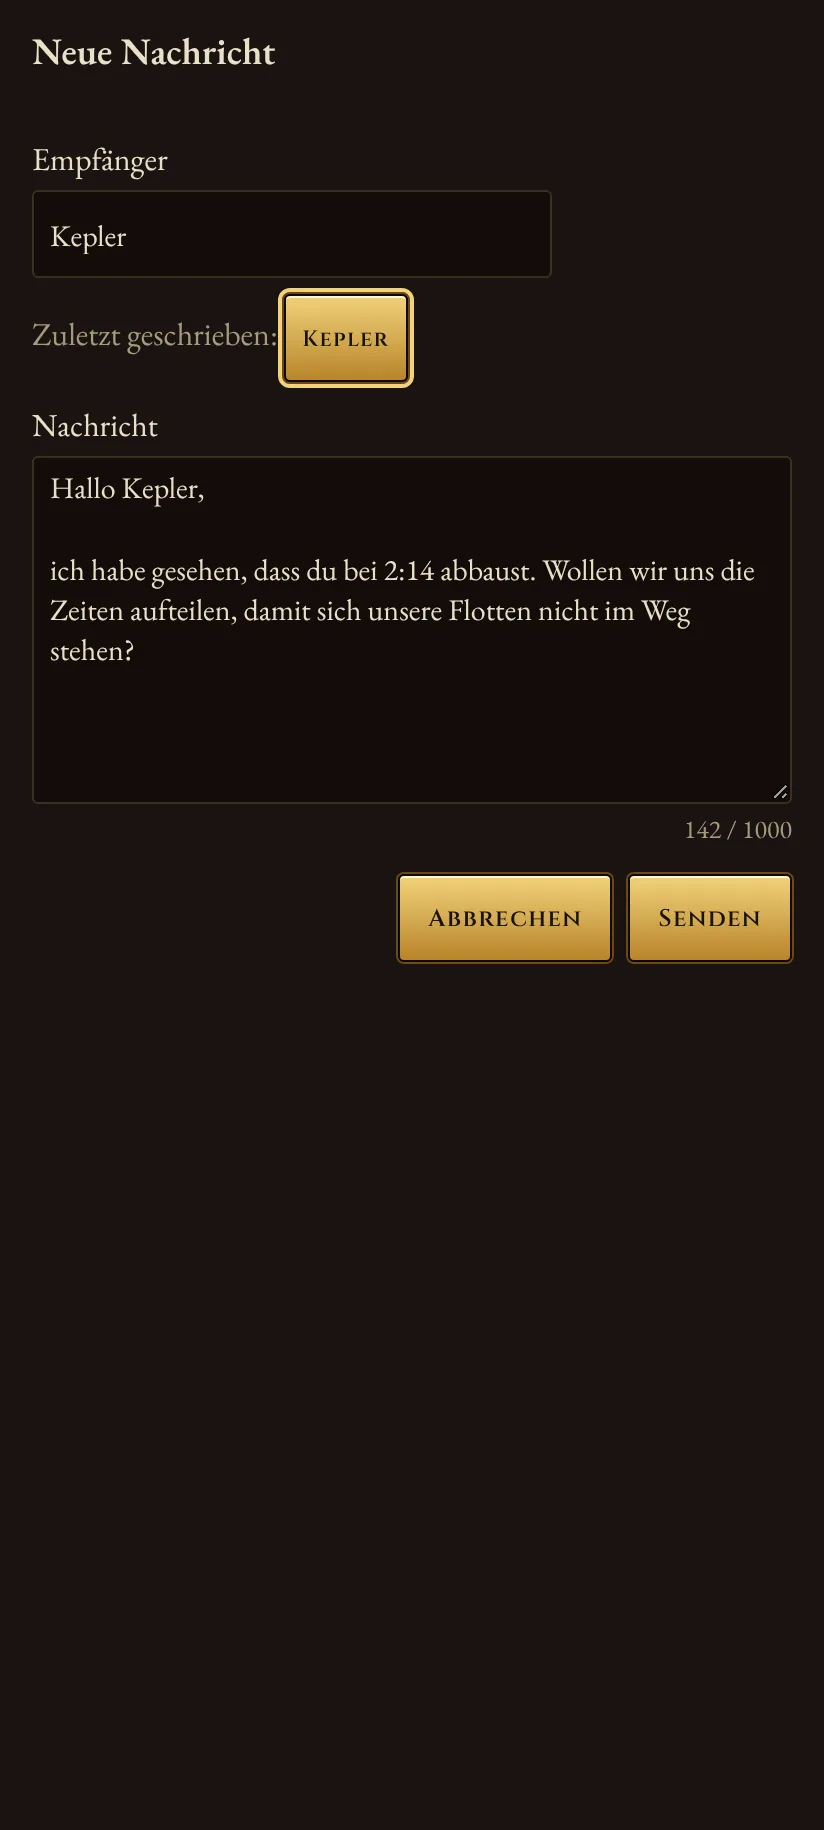 Neue Nachricht
Empfänger
Kepler
Zuletzt geschrieben: KEPLER
Nachricht
Hallo Kepler,
ich habe gesehen, dass du bei 2:14 abbaust. Wollen wir uns die
Zeiten aufteilen, damit sich unsere Flotten nicht im Weg
stehen?
142 / 1000
ABBRECHEN SENDEN